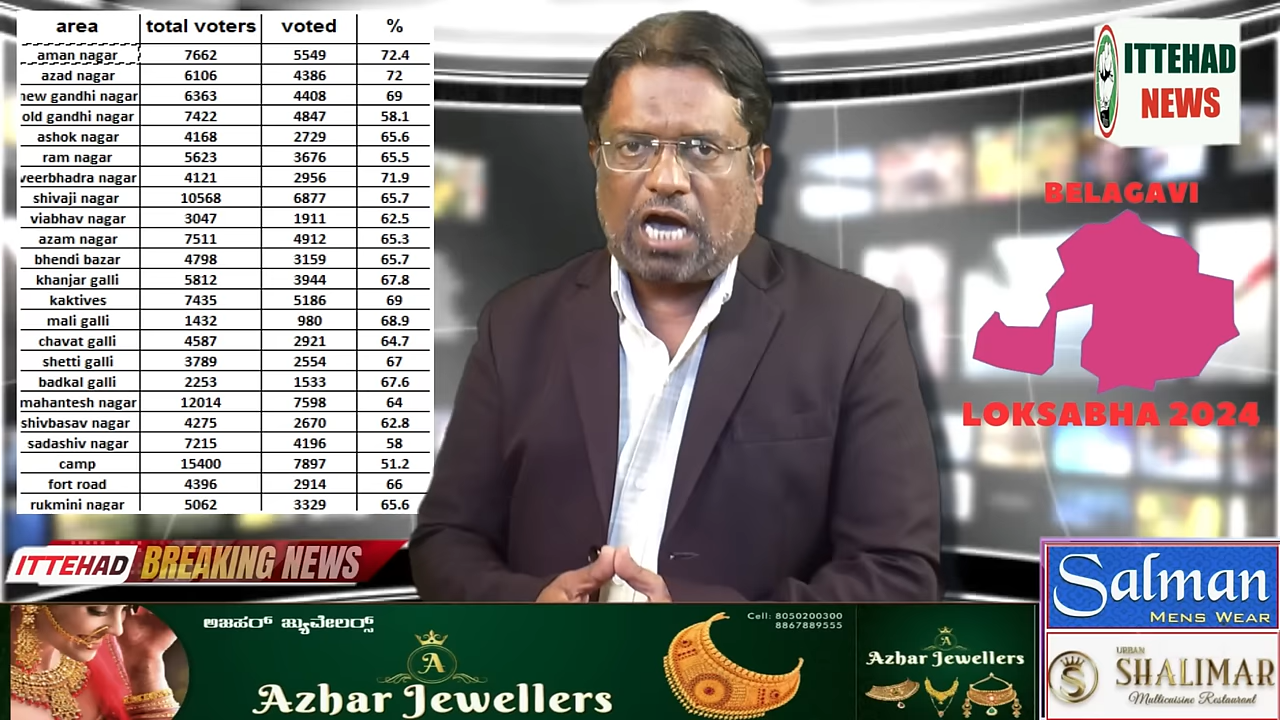 area total voters voted %
aman nagar 7662 5549 72.4
azad nagar 6106 4386 72
new gandhi nagar 6363 4408 69
old gandhi nagar 7422 4847 58.1
ashok nagar 4168 2729 65.6
ram nagar 5623 3676 65.5
veerbhadra nagar 4121 2956 71.9
shivaji nagar 10568 6877 65.7
viabhav nagar 3047 1911 62.5
azam nagar 7511 4912 65.3
bhendi bazar 4798 3159 65.7
khanjar galli 5812 3944 67.8
kaktives 7435 5186 69
mali galli 1432 980 68.9
chavat galli 4587 2921 64.7
shetti galli 3789 2554 67
badkal galli 2253 1533 67.6
mahantesh nagar 12014 7598 64
shivbasav nagar 4275 2670 62.8
sadashiv nagar 7215 4196 58
camp 15400 7897 51.2
fort road 4396 2914 66
rukmini nagar 5062 3329 65.6
ITTEHAD
NEWS
BELAGAVI
LOKSABHA 2024
ITTEHAD BREAKING NEWS
ಅಜಹರ್ ಜ್ಯುವೇಲರ್ಸ್
A
Azhar Jewellers
Cell: 8050200300
8867889555
A
Azhar Jewellers
Salman
MENS WEAR
S
URBAN
SHALIMAR
Multicuisine Restaurant